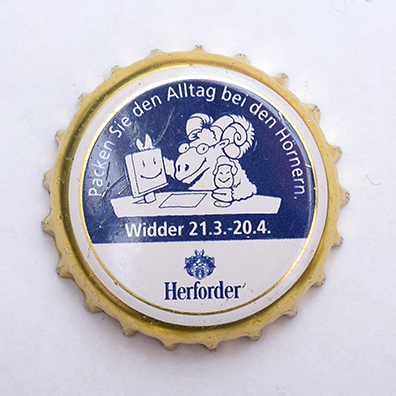 Packen Sie den Alltag bei den Hörnern.
Widder 21.3.-20.4.
Herforder